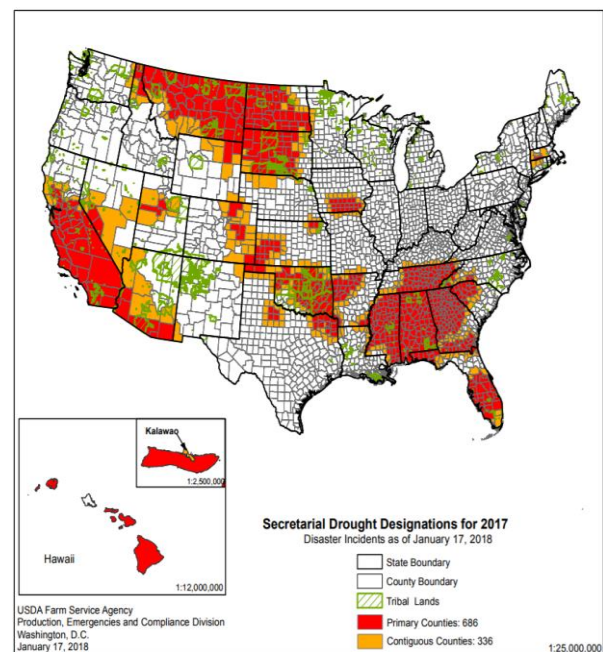 Kalawao
1:2,500,000
Hawaii
1:12,000,000
Secretarial Drought Designations for 2017
Disaster Incidents as of January 17, 2018
State Boundary
County Boundary
Tribal Lands
Primary Counties: 686
Contiguous Counties: 336
USDA Farm Service Agency
Production, Emergencies and Compliance Division
Washington, D.C.
January 17, 2018
1:25,000,000